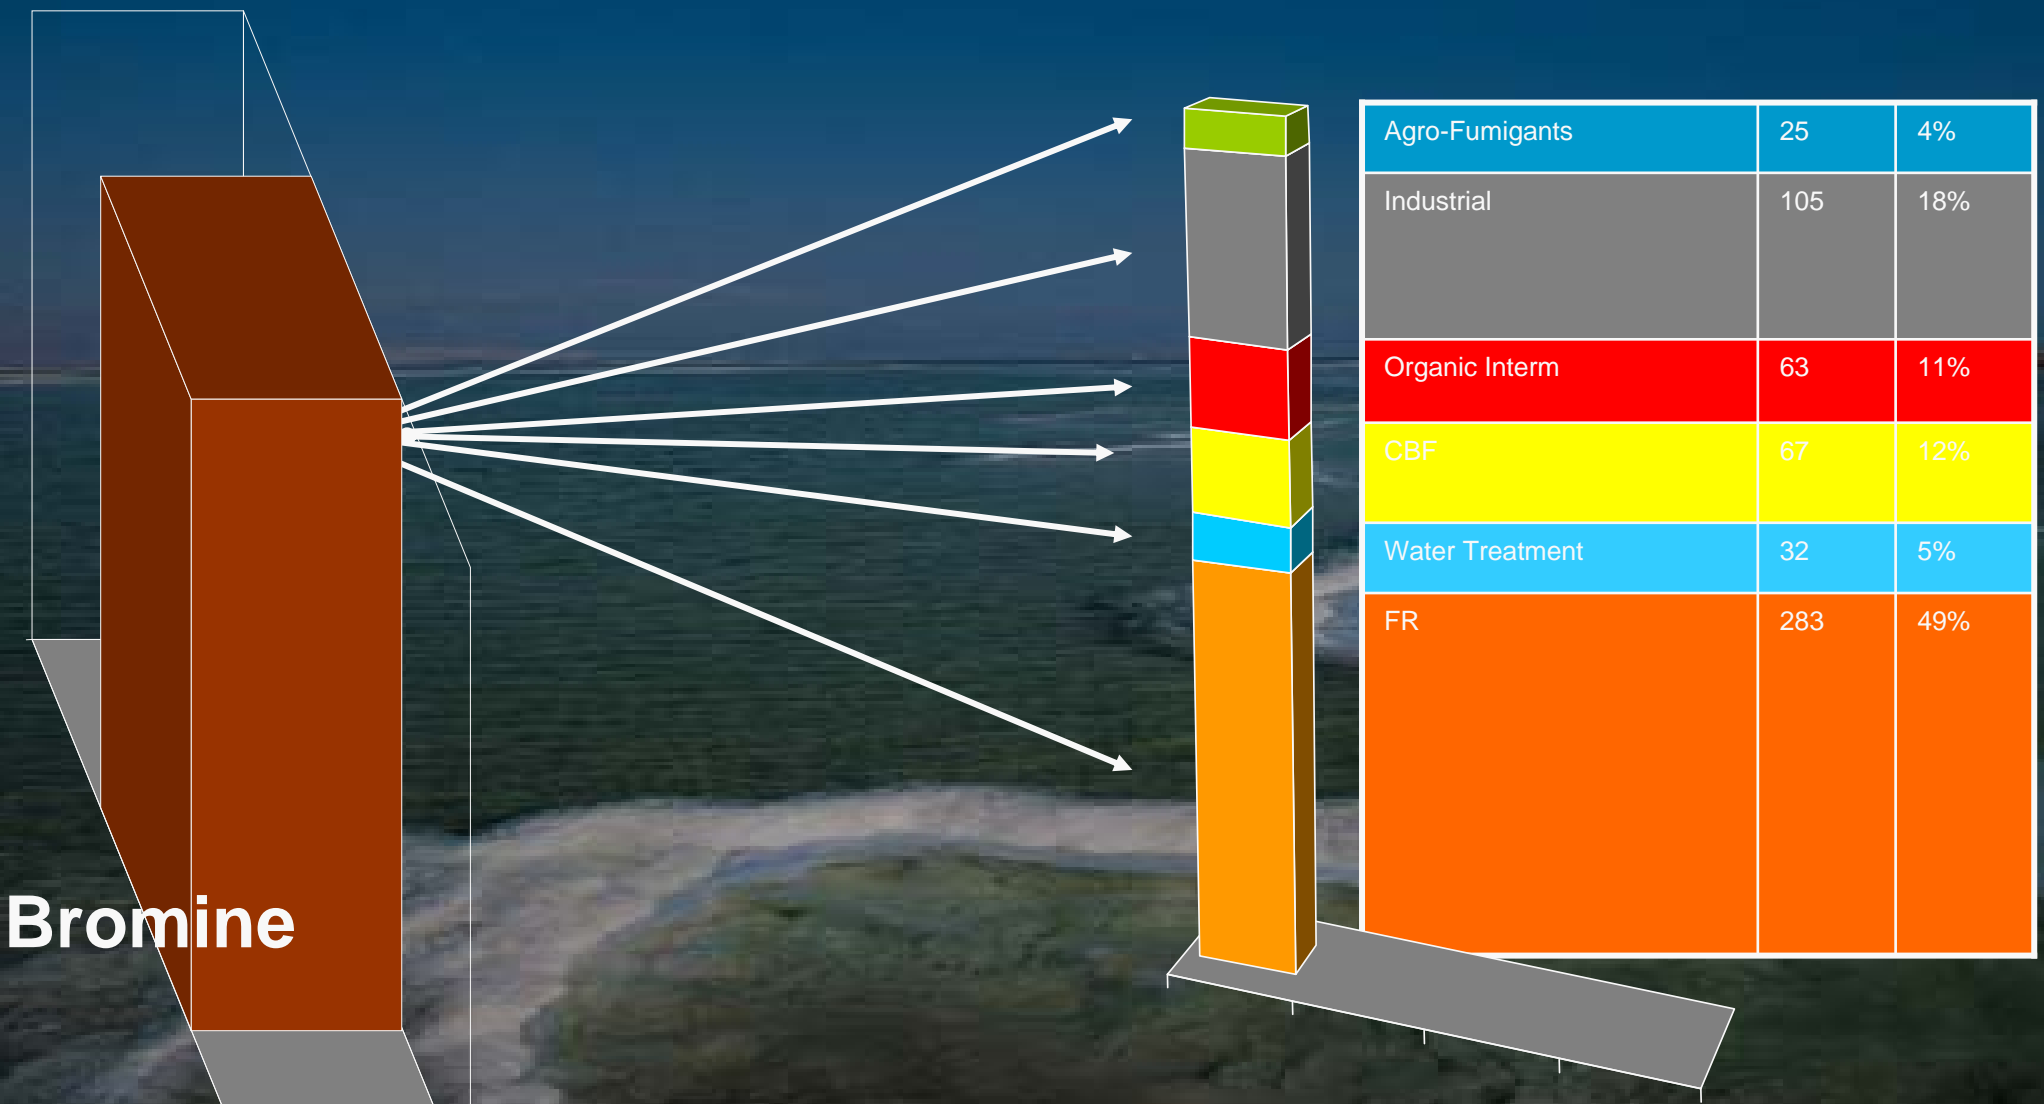 Agro-Fumigants 25 4%
Industrial 105 18%
Organic Interm 63 11%
CBF 67 12%
Water Treatment 32 5%
FR 283 49%
Bromine